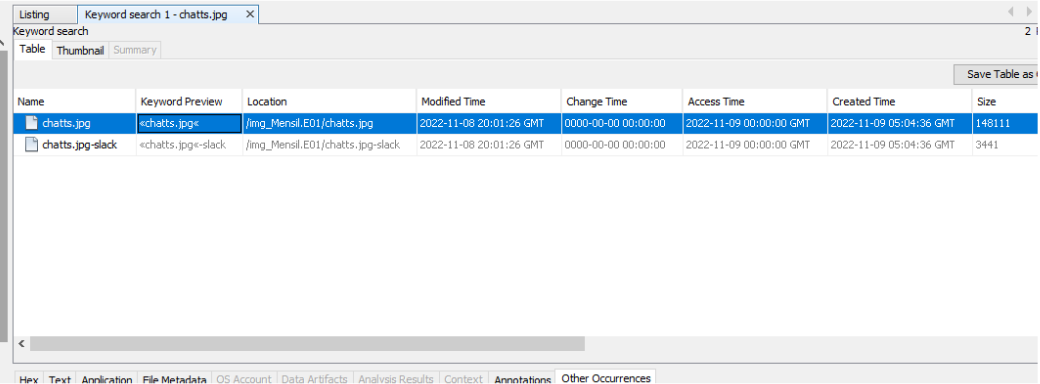 Listing Keyword search 1 - chatts.jpg ×
Keyword search 2
Table Thumbnail Summary
Save Table as
Name Keyword Preview Location Modified Time Change Time Access Time Created Time Size
chatts.jpg «chatts.jpg« /img_Mensil.E01/chatts.jpg 2022-11-08 20:01:26 GMT 0000-00-00 00:00:00 2022-11-09 00:00:00 GMT 2022-11-09 05:04:36 GMT 148111
chatts.jpg-slack «chatts.jpg«-slack /img_Mensil.E01/chatts.jpg-slack 2022-11-08 20:01:26 GMT 0000-00-00 00:00:00 2022-11-09 00:00:00 GMT 2022-11-09 05:04:36 GMT 3441
Hex Text Application File Metadata OS Account Data Artifacts Analysis Results Context Annotations Other Occurrences